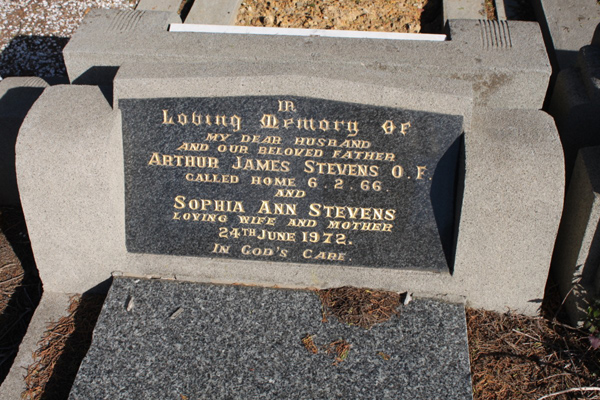 IN
Loving Memory Of
MY DEAR HUSBAND
AND OUR BELOVED FATHER
ARTHUR JAMES STEVENS O.F.
CALLED HOME 6.2.66
AND
SOPHIA ANN STEVENS
LOVING WIFE AND MOTHER
24TH JUNE 1972.
IN GOD'S CARE.